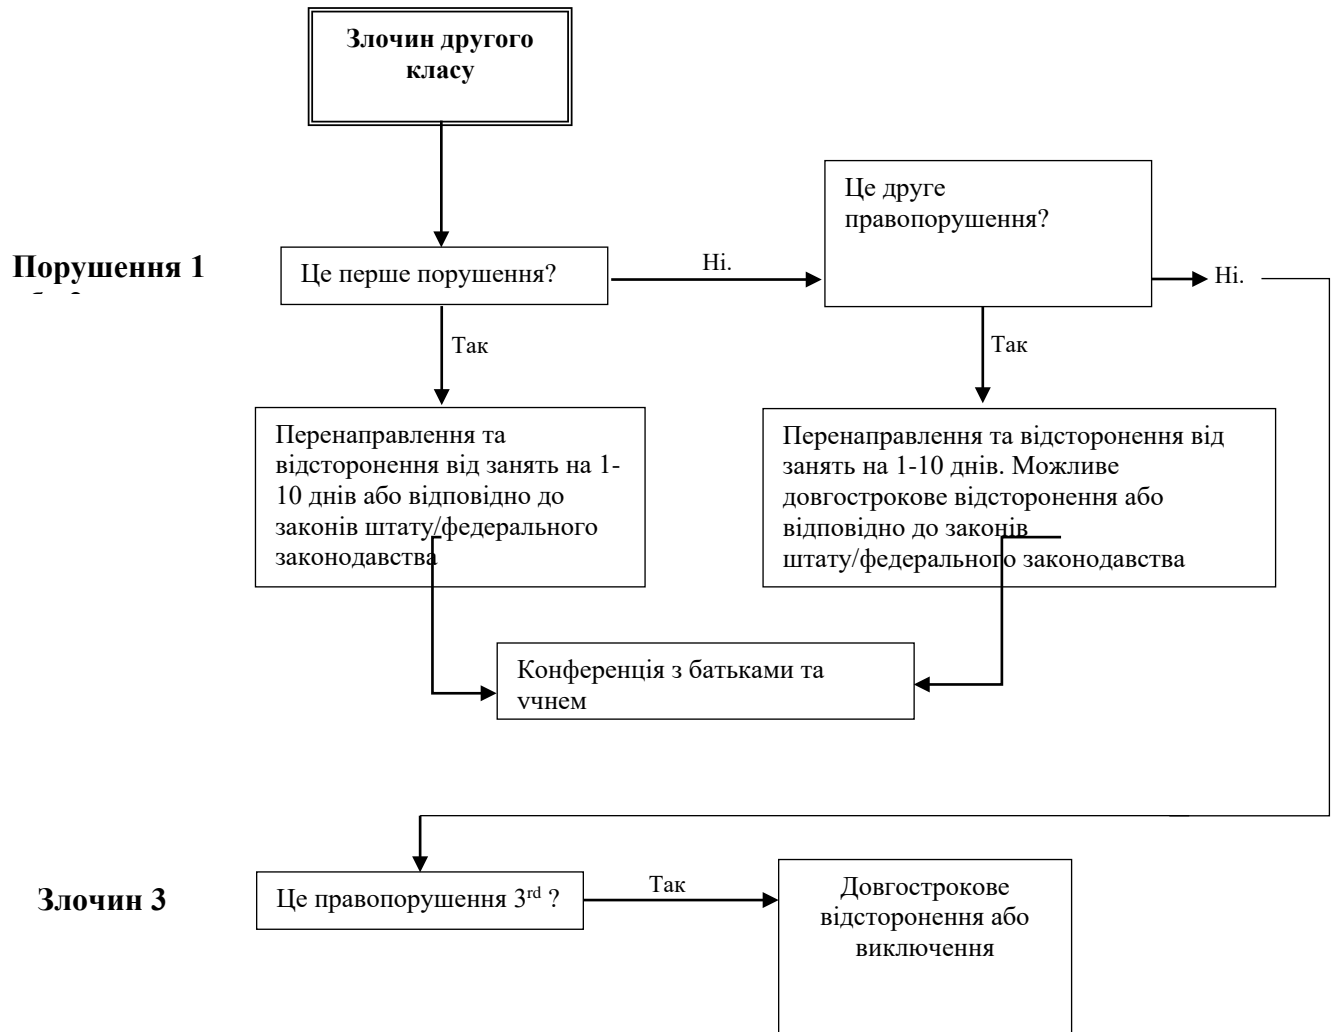 Злочин другого
класу
Це друге
правопорушення?
Порушення 1
Це перше порушення?
Ні.
Ні.
Так
Так
Перенаправлення та
відсторонення від занять на 1-
10 днів або відповідно до
законів штату/федерального
законодавства
Перенаправлення та відсторонення від
занять на 1-10 днів. Можливе
довгострокове відсторонення або
відповідно до законів
штату/федерального законодавства
Конференція з батьками та
учнем
Злочин 3
Це правопорушення 3rd ?
Так
Довгострокове
відсторонення або
виключення